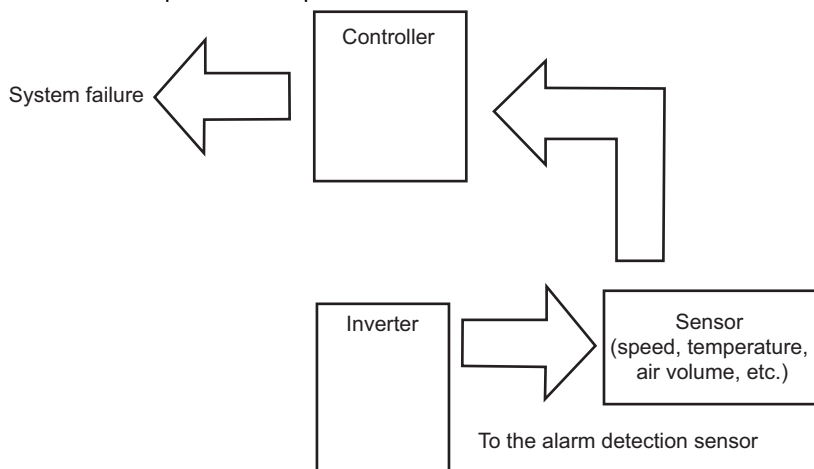 Controller
System failure
Inverter
Sensor
(speed, temperature,
air volume, etc.)
To the alarm detection sensor